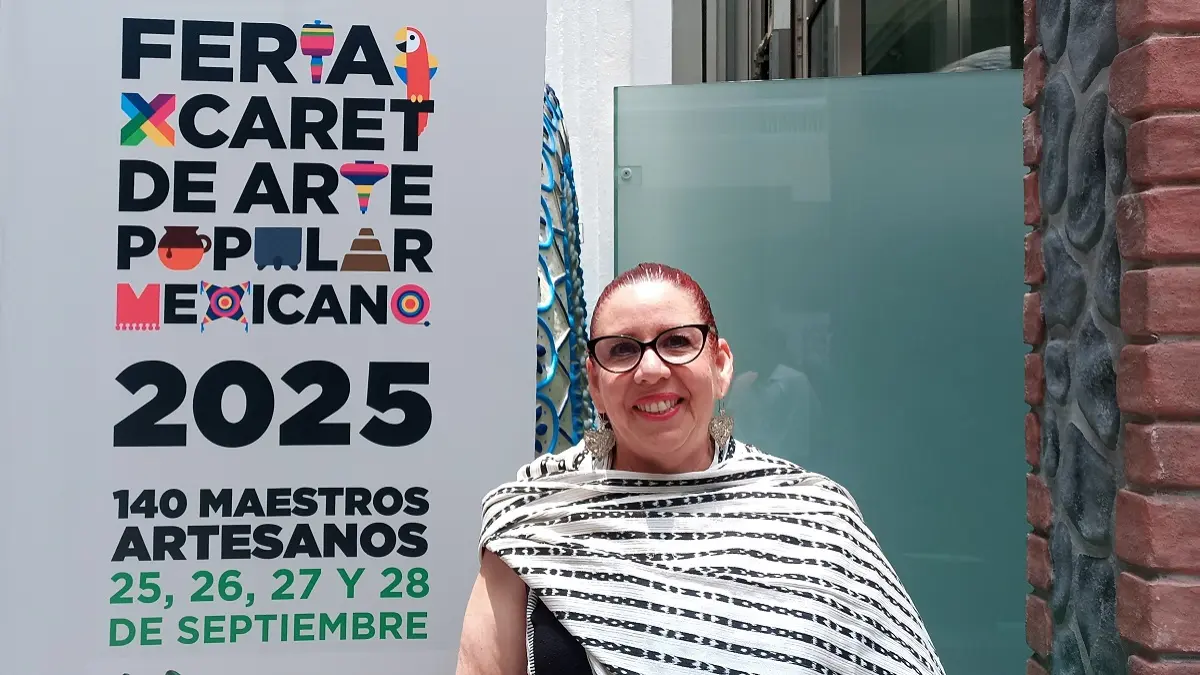 FERIA
XCARET
DE ARTE
POPULAR
MEXICANO
2025
140 MAESTROS
ARTESANOS
25, 26, 27 Y 28
DE SEPTIEMBRE